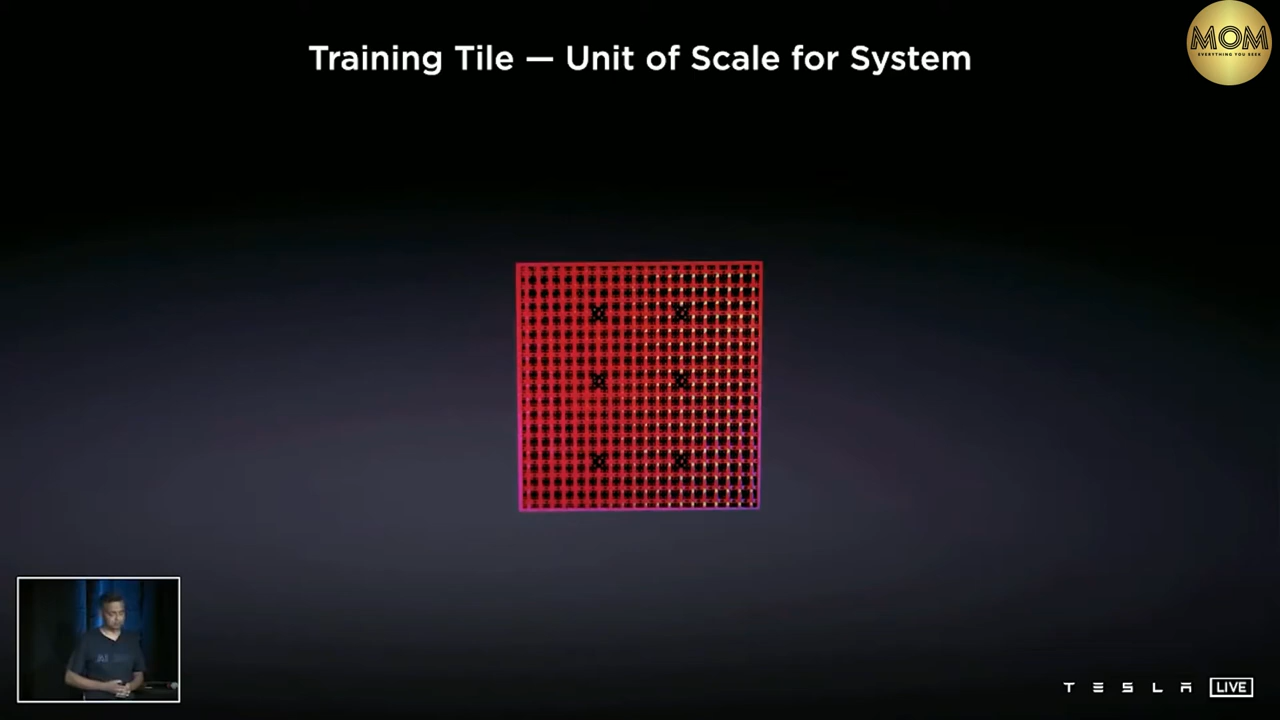 Training Tile — Unit of Scale for System
MOM
EVERYTHING YOU SEEK
TESLA LIVE